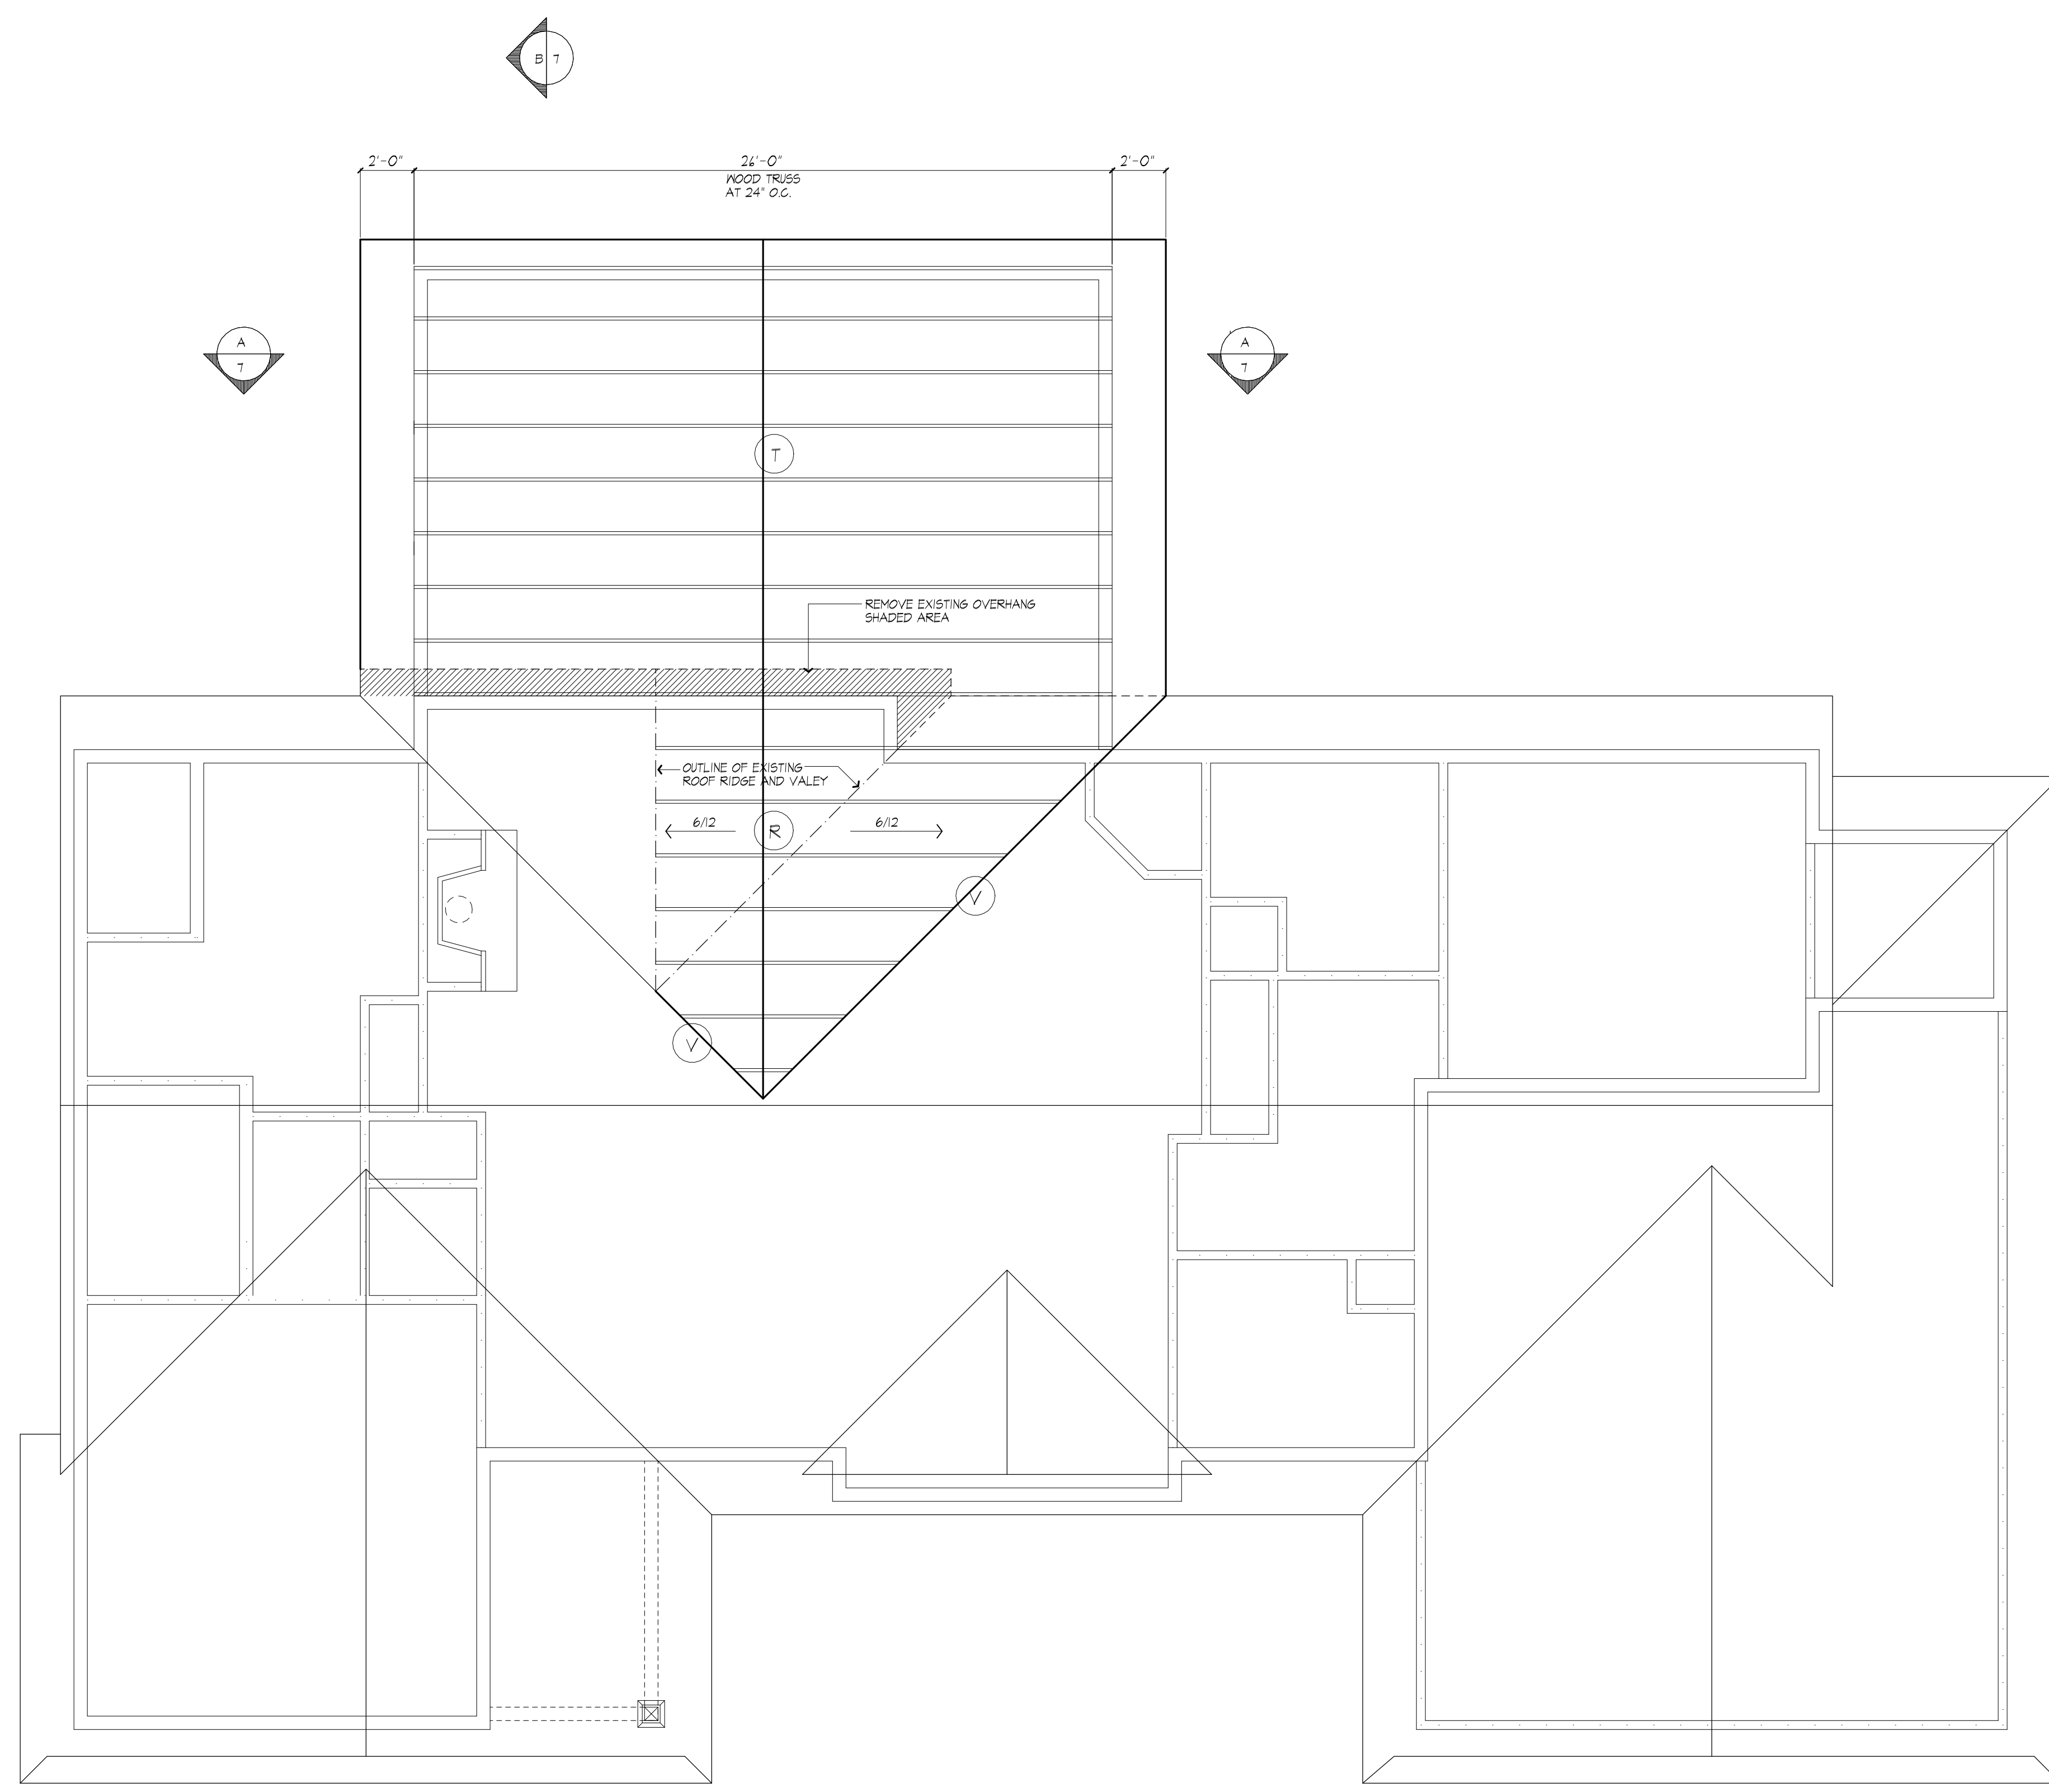 B 7
2'-0" 26'-0" 2'-0"
WOOD TRUSS
AT 24" O.C.
A
7
A
7
T
REMOVE EXISTING OVERHANG
SHADED AREA
OUTLINE OF EXISTING
ROOF RIDGE AND VALEY
6/12 R 6/12
V
V